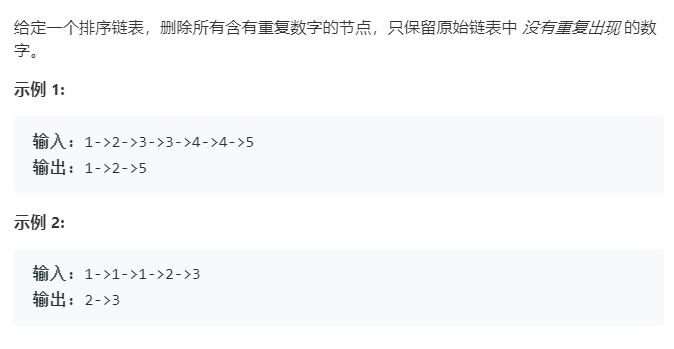 给定一个排序链表，删除所有含有重复数字的节点，只保留原始链表中 没有重复出现 的数
字。
示例 1:
输入: 1->2->3->3->4->4->5
输出: 1->2->5
示例 2:
输入: 1->1->1->2->3
输出: 2->3